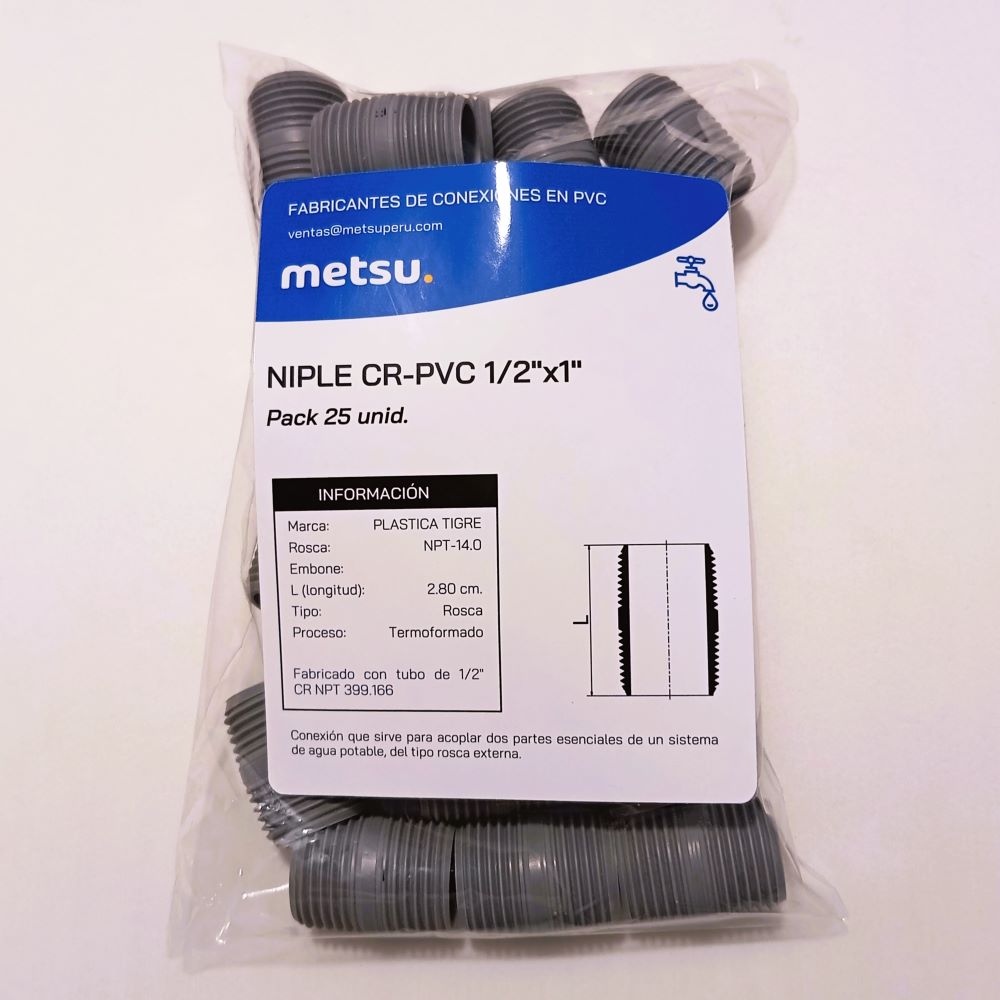 FABRICANTES DE CONEXIONES EN PVC
ventas@metsuperu.com
metsu.
NIPLE CR-PVC 1/2"x1"
Pack 25 unid.
INFORMACIÓN
Marca: PLASTICA TIGRE
Rosca: NPT-14.0
Embone:
L (longitud): 2.80 cm.
Tipo: Rosca
Proceso: Termoformado
Fabricado con tubo de 1/2"
CR NPT 399.166
L
Conexión que sirve para acoplar dos partes esenciales de un sistema
de agua potable, del tipo rosca externa.